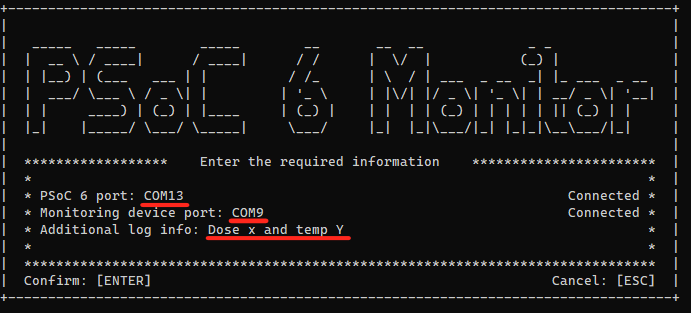 PSoC 6 Monitor
****************** Enter the required information ***********************
* *
* PSoC 6 port: COM13 Connected *
* Monitoring device port: COM9 Connected *
* Additional log info: Dose x and temp Y *
* *
*******************************************************************************
Confirm: [ENTER] Cancel: [ESC]